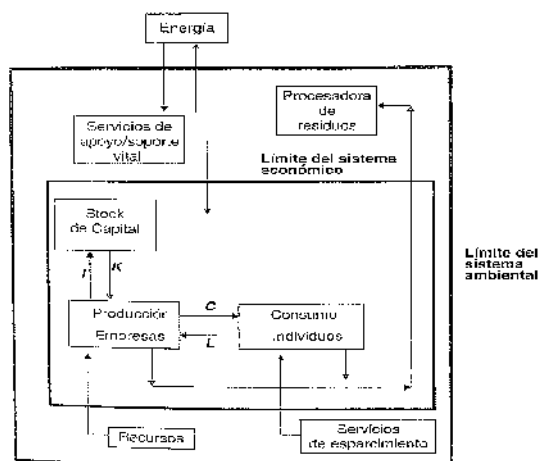 Energía
Procesadora
de
residuos
Servicios de
apoyo/soporte
vital
Límite del sistema
económico
Stock
de Capital
Límite del
sistema
ambiental
I
K
Producción
Empresas
C
L
Consumo
Individuos
Recursos
Servicios
de esparcimiento